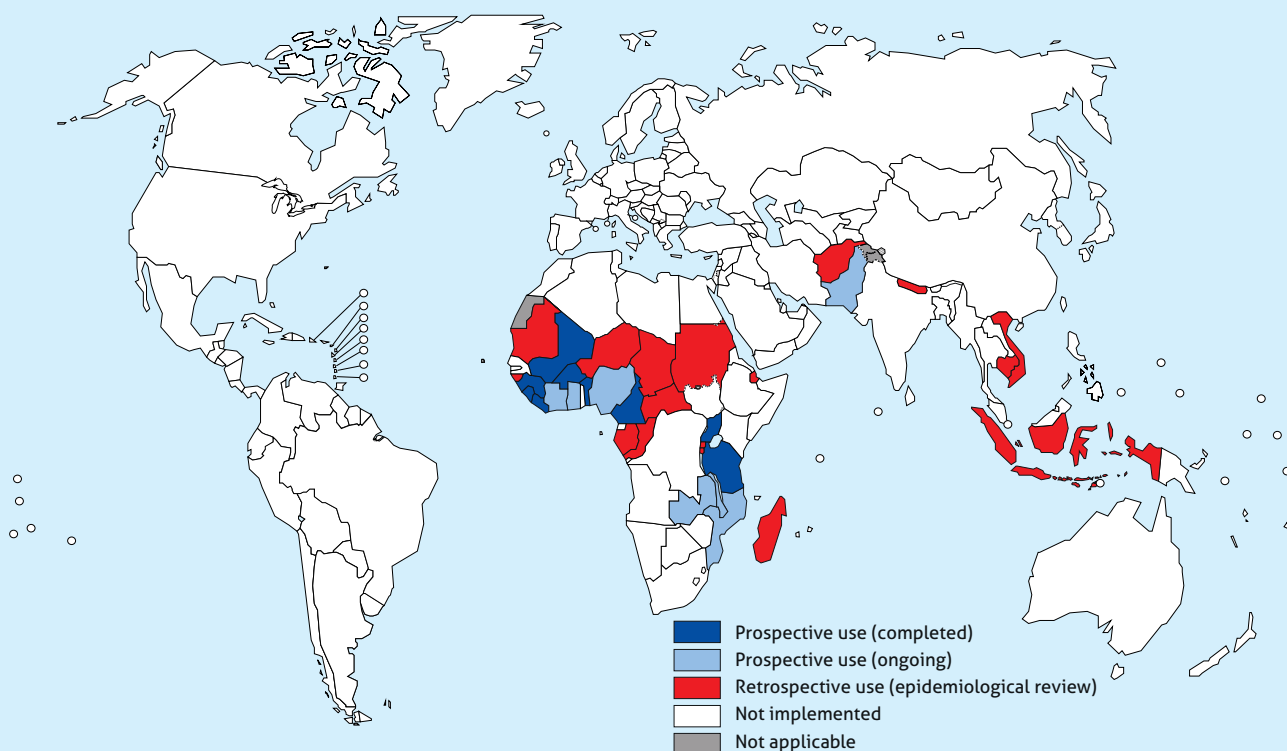 Prospective use (completed)
Prospective use (ongoing)
Retrospective use (epidemiological review)
Not implemented
Not applicable